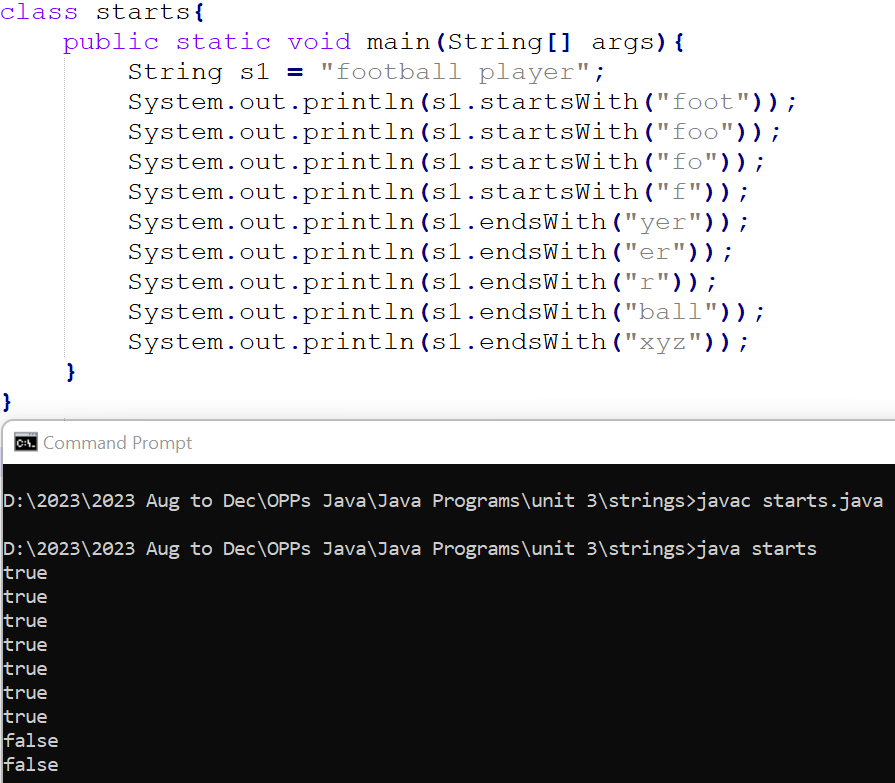 class starts{
public static void main(String[] args){
String s1 = "football player";
System.out.println(s1.startsWith("foot"));
System.out.println(s1.startsWith("foo"));
System.out.println(s1.startsWith("fo"));
System.out.println(s1.startsWith("f"));
System.out.println(s1.endsWith("yer"));
System.out.println(s1.endsWith("er"));
System.out.println(s1.endsWith("r"));
System.out.println(s1.endsWith("ball"));
System.out.println(s1.endsWith("xyz"));
}
}
C:\. Command Prompt
D:\2023\2023 Aug to Dec\OPPs Java\Java Programs\unit 3\strings>javac starts.java
D:\2023\2023 Aug to Dec\OPPs Java\Java Programs\unit 3\strings>java starts
true
true
true
true
true
true
true
false
false